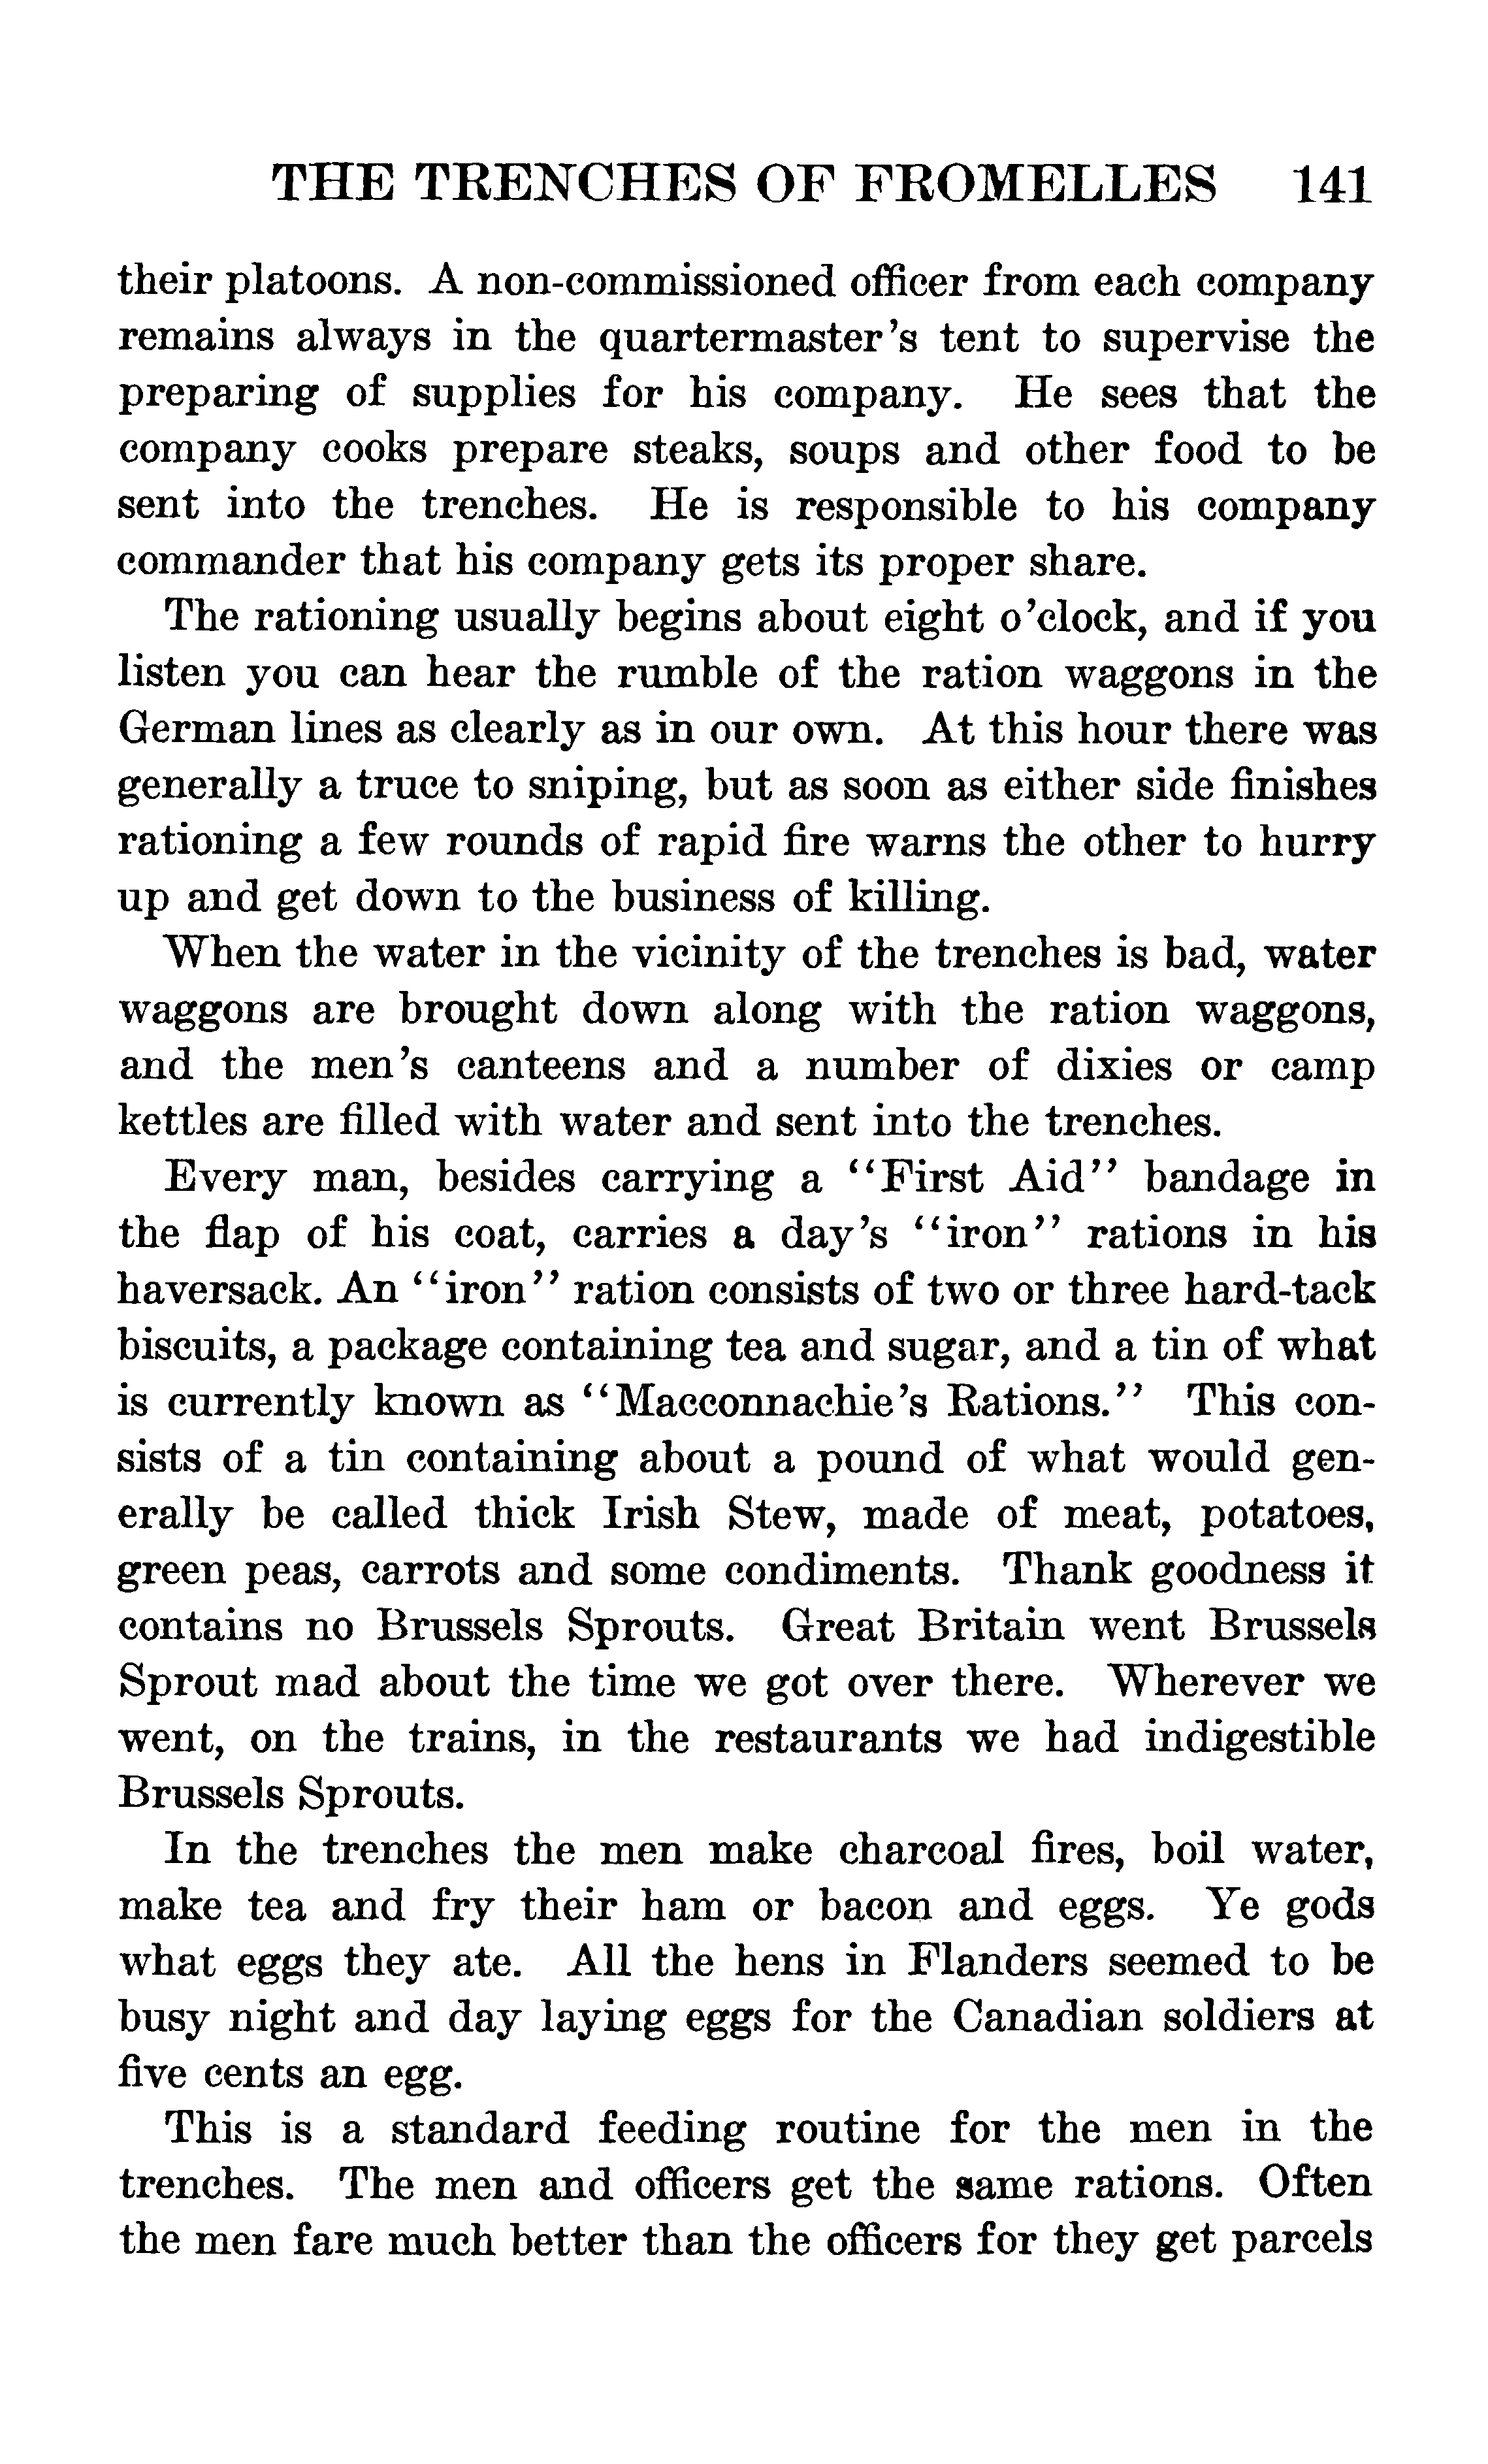 THE TRENCHES OF FROMELLES 141
their platoons. A non-commissioned officer from each company
remains always in the quartermaster's tent to supervise the
preparing of supplies for his company. He sees that the
company cooks prepare steaks, soups and other food to be
sent into the trenches. He is responsible to his company
commander that his company gets its proper share.
The rationing usually begins about eight o'clock, and if you
listen you can hear the rumble of the ration waggons in the
German lines as clearly as in our own. At this hour there was
generally a truce to sniping, but as soon as either side finishes
rationing a few rounds of rapid fire warns the other to hurry
up and get down to the business of killing.
When the water in the vicinity of the trenches is bad, water
waggons are brought down along with the ration waggons,
and the men's canteens and a number of dixies or camp
kettles are filled with water and sent into the trenches.
Every man, besides carrying a "First Aid" bandage in
the flap of his coat, carries a day's "iron" rations in his
haversack. An "iron" ration consists of two or three hard-tack
biscuits, a package containing tea and sugar, and a tin of what
is currently known as "Macconnachie's Rations." This con-
sists of a tin containing about a pound of what would gen-
erally be called thick Irish Stew, made of meat, potatoes,
green peas, carrots and some condiments. Thank goodness it
contains no Brussels Sprouts. Great Britain went Brussels
Sprout mad about the time we got over there. Wherever we
went, on the trains, in the restaurants we had indigestible
Brussels Sprouts.
In the trenches the men make charcoal fires, boil water,
make tea and fry their ham or bacon and eggs. Ye gods
what eggs they ate. All the hens in Flanders seemed to be
busy night and day laying eggs for the Canadian soldiers at
five cents an egg.
This is a standard feeding routine for the men in the
trenches. The men and officers get the same rations. Often
the men fare much better than the officers for they get parcels